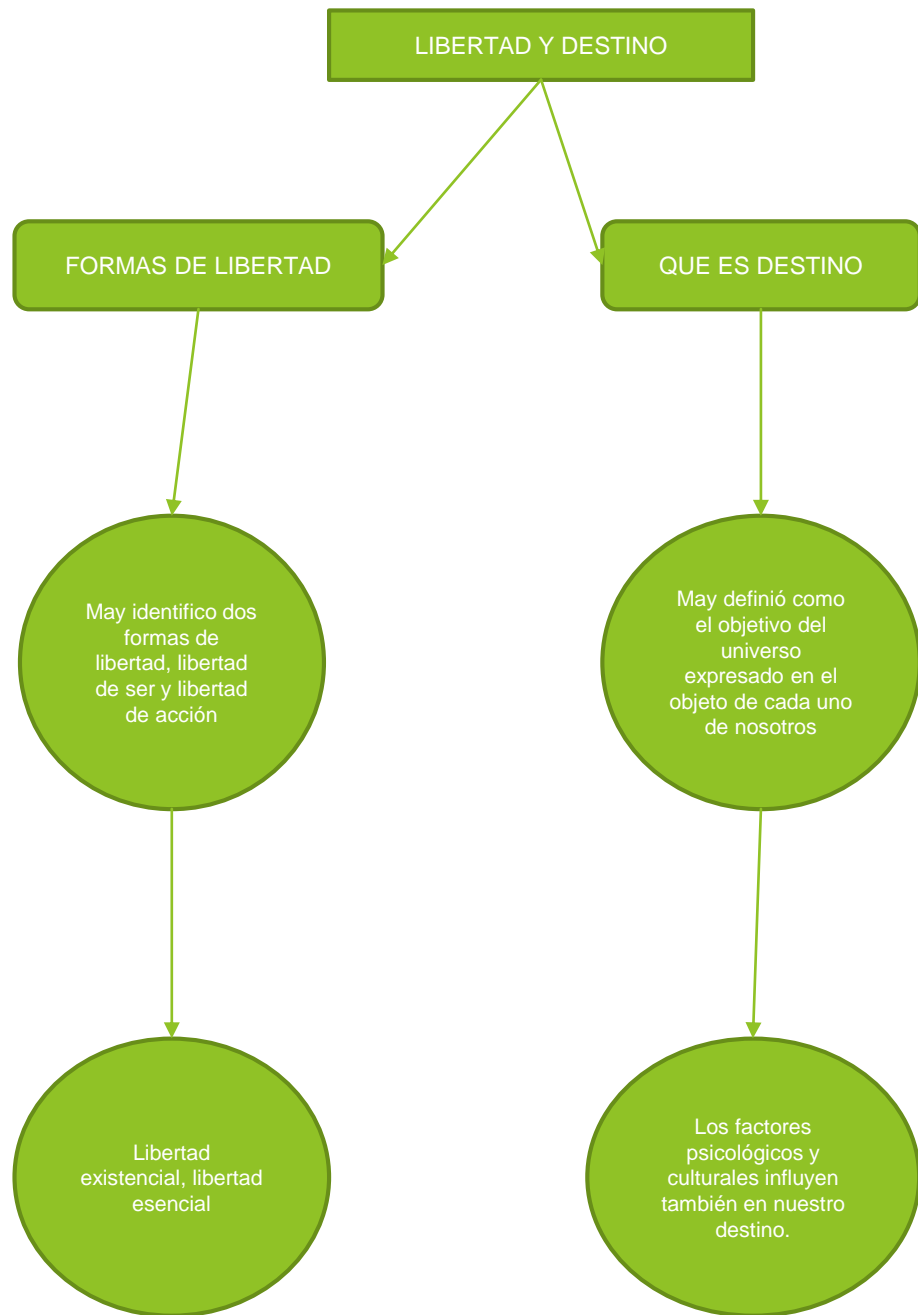 LIBERTAD Y DESTINO
FORMAS DE LIBERTAD
QUE ES DESTINO
May identifico dos
formas de
libertad, libertad
de ser y libertad
de acción
May definió como
el objetivo del
universo
expresado en el
objeto de cada uno
de nosotros
Libertad
existencial, libertad
esencial
Los factores
psicológicos y
culturales influyen
también en nuestro
destino.